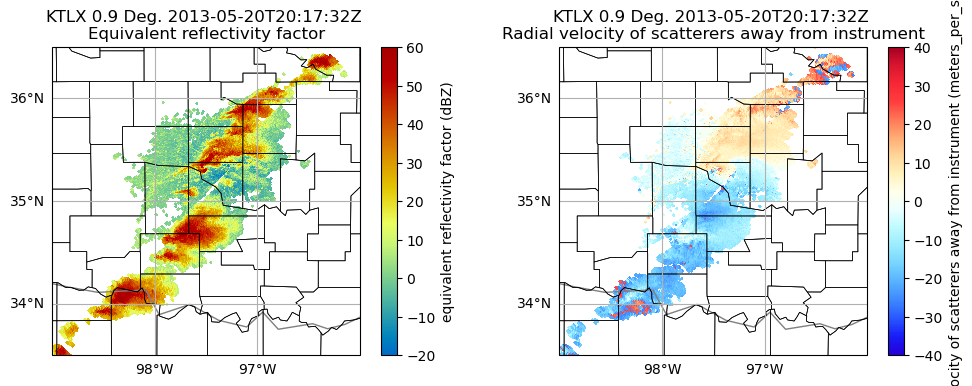 KTLX 0.9 Deg. 2013-05-20T20:17:32Z
Equivalent reflectivity factor
36°N
35°N
34°N
98°W 97°W
60
50
40
30
20
10
0
−10
−20
equivalent reflectivity factor (dBZ)
KTLX 0.9 Deg. 2013-05-20T20:17:32Z
Radial velocity of scatterers away from instrument
36°N
35°N
34°N
98°W 97°W
40
30
20
10
0
−10
−20
−30
−40
of scatterers away from instrument